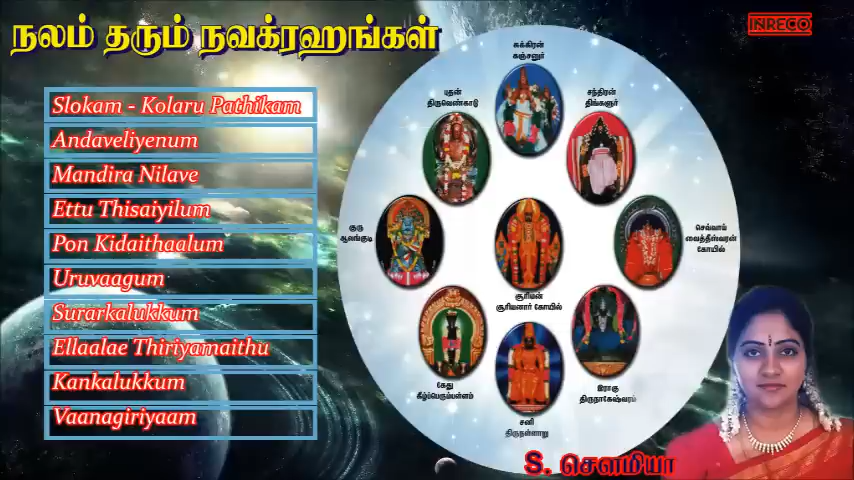 நலம் தரும் நவக்ரஹங்கள்
INRECO
Slokam - Kolaru Pathikam
Andaveliyenum
Mandira Nilave
Ettu Thisaiyilum
Pon Kidaithaalum
Uruvaagum
Surarkalukkum
Ellaalae Thiriyamaithu
Kankalukkum
Vaanagiriyaam
சுக்கிரன்
கஞ்சனூர்
புதன்
திருவெண்காடு
சந்திரன்
திங்களூர்
குரு
ஆலங்குடி
சூரியன்
சூரியனார் கோயில்
செவ்வாய்
வைத்தீஸ்வரன்
கோயில்
கேது
கீழ்ப்பெரும்பள்ளம்
சனி
திருநள்ளாறு
இராகு
திருநாகேஸ்வரம்
S. சௌமியா